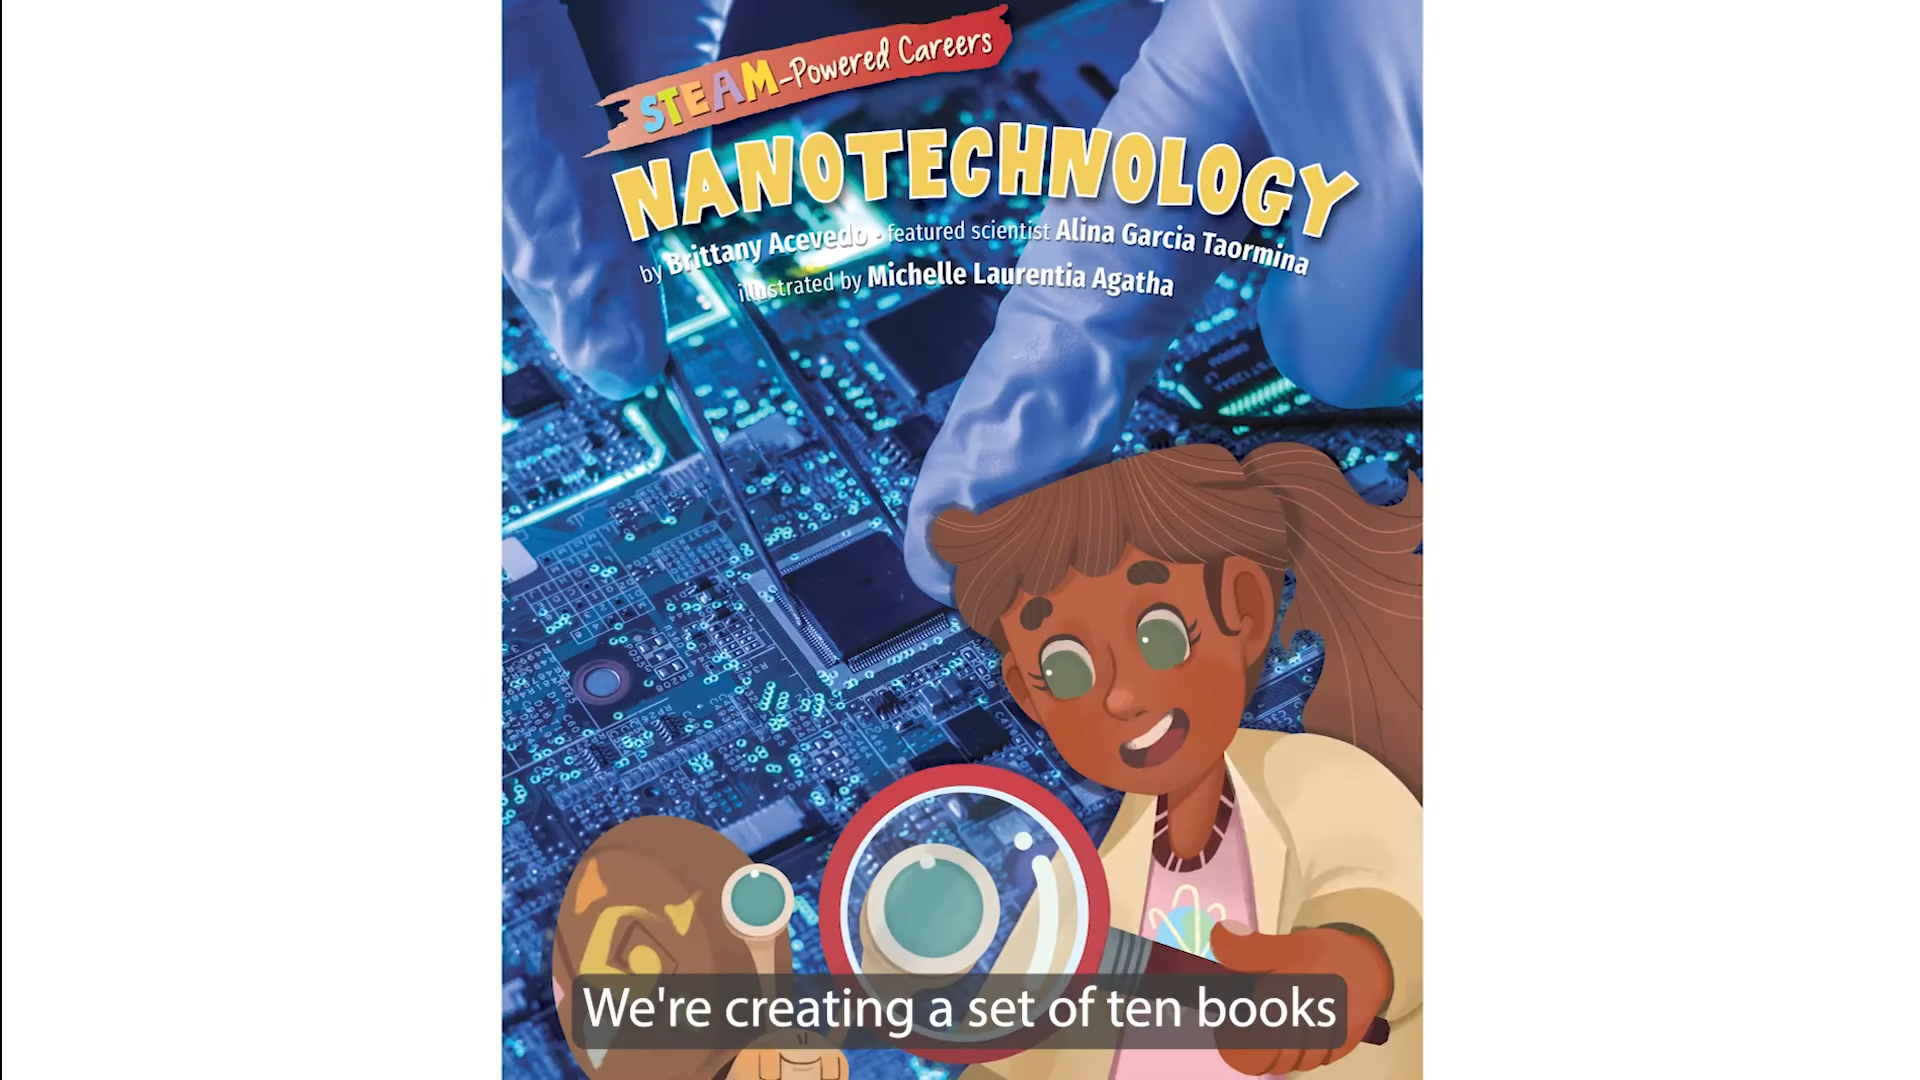 STEAM-Powered Careers
NANOTECHNOLOGY
by Brittany Acevedo • featured scientist Alina Garcia Taormina
illustrated by Michelle Laurentia Agatha
We're creating a set of ten books